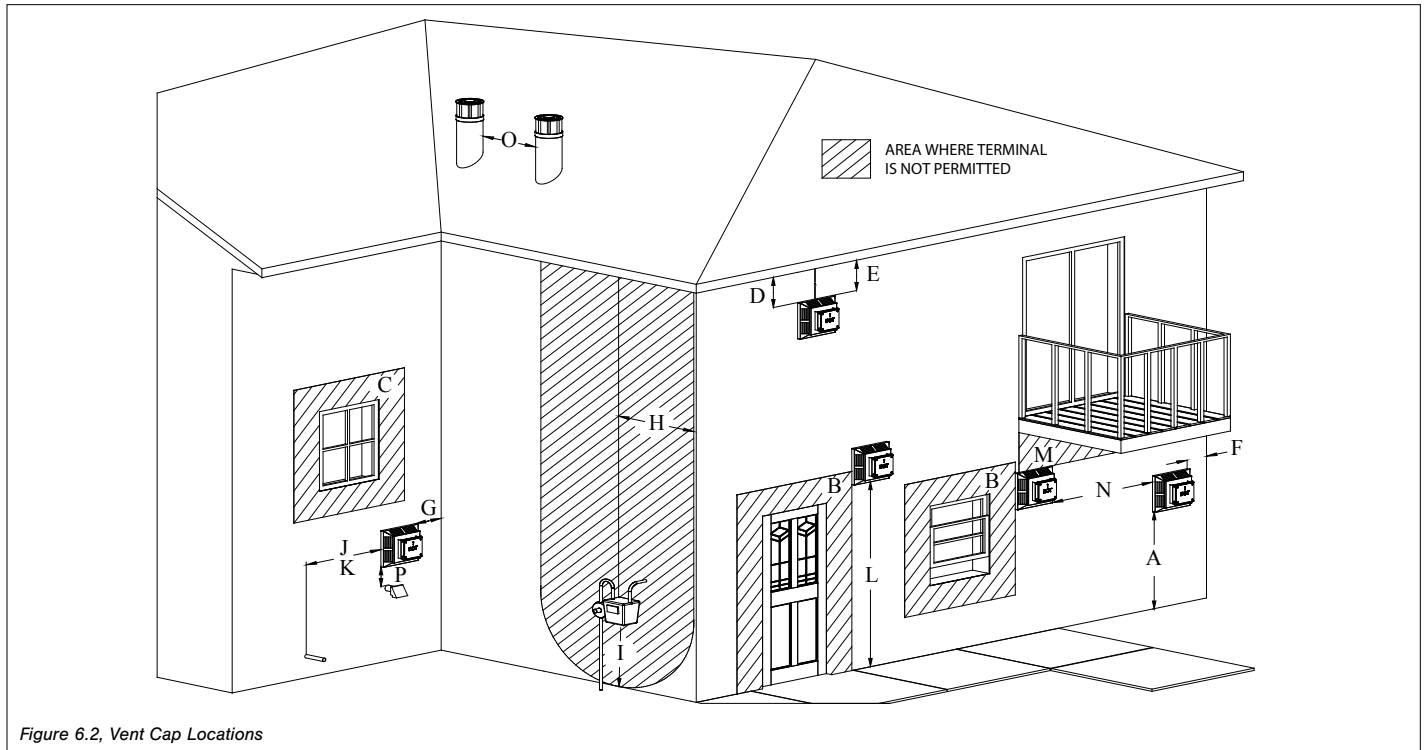 O
AREA WHERE TERMINAL
IS NOT PERMITTED
D
E
C
H
F
M
B
B
N
G
J
K
P
L
A
I
Figure 6.2, Vent Cap Locations